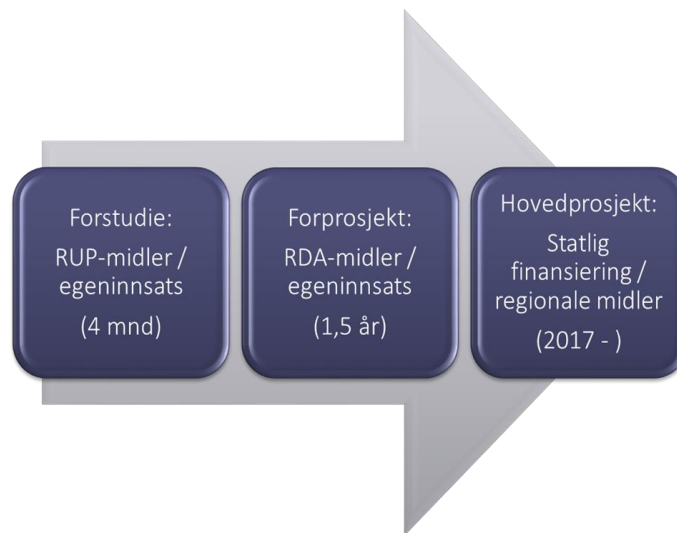 Forstudie:
RUP-midler /
egeninnsats
(4 mnd)
Forprosjekt:
RDA-midler /
egeninnsats
(1,5 år)
Hovedprosjekt:
Statlig
finansiering /
regionale midler
(2017 - )